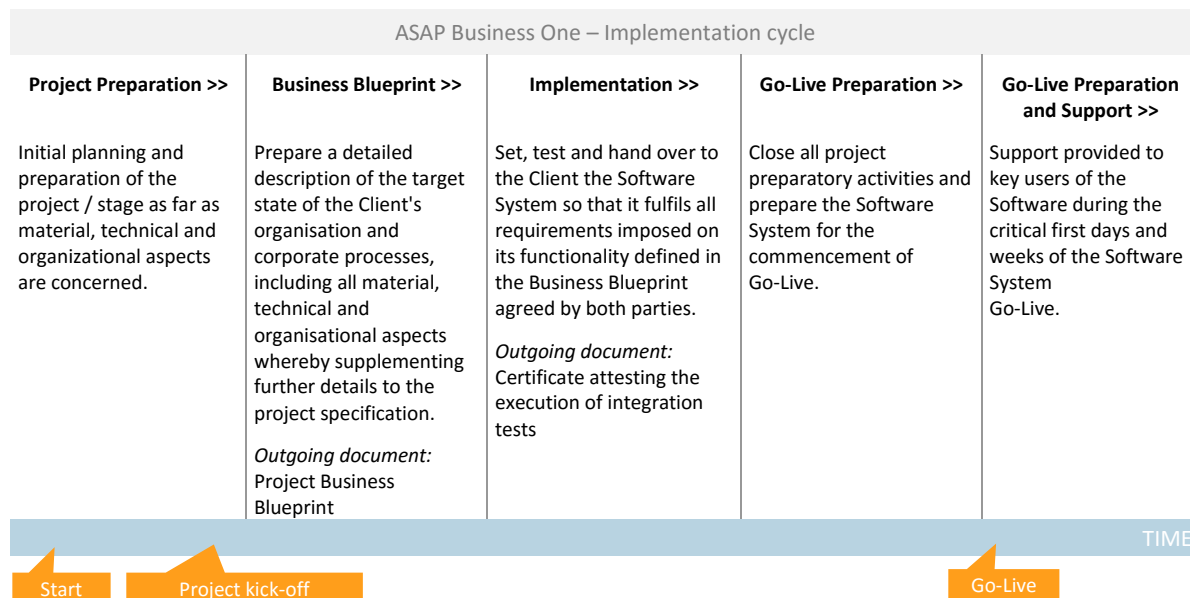 ASAP Business One – Implementation cycle
Project Preparation >>
Initial planning and
preparation of the
project / stage as far as
material, technical and
organizational aspects
are concerned.
Business Blueprint >>
Prepare a detailed
description of the target
state of the Client's
organisation and
corporate processes,
including all material,
technical and
organisational aspects
whereby supplementing
further details to the
project specification.
Outgoing document:
Project Business
Blueprint
Implementation >>
Set, test and hand over to
the Client the Software
System so that it fulfils all
requirements imposed on
its functionality defined in
the Business Blueprint
agreed by both parties.
Outgoing document:
Certificate attesting the
execution of integration
tests
Go-Live Preparation >>
Close all project
preparatory activities and
prepare the Software
System for the
commencement of
Go-Live.
Go-Live Preparation
and Support >>
Support provided to
key users of the
Software during the
critical first days and
weeks of the Software
System
Go-Live.
TIME
Start
Project kick-off
Go-Live